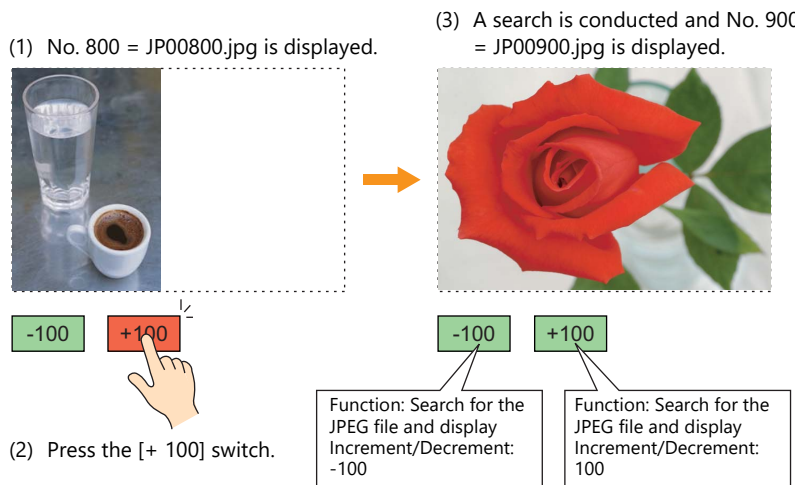 (1) No. 800 = JP00800.jpg is displayed.
(3) A search is conducted and No. 900
= JP00900.jpg is displayed.
-100
+100
(2) Press the [+ 100] switch.
-100
+100
Function: Search for the
JPEG file and display
Increment/Decrement:
-100
Function: Search for the
JPEG file and display
Increment/Decrement:
100